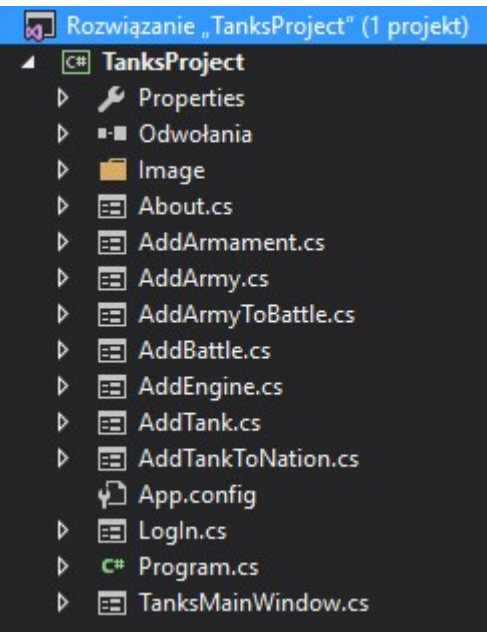 Rozwiązanie „TanksProject” (1 projekt)
C# TanksProject
Properties
Odwołania
Image
About.cs
AddArmament.cs
AddArmy.cs
AddArmyToBattle.cs
AddBattle.cs
AddEngine.cs
AddTank.cs
AddTankToNation.cs
App.config
LogIn.cs
C# Program.cs
TanksMainWindow.cs